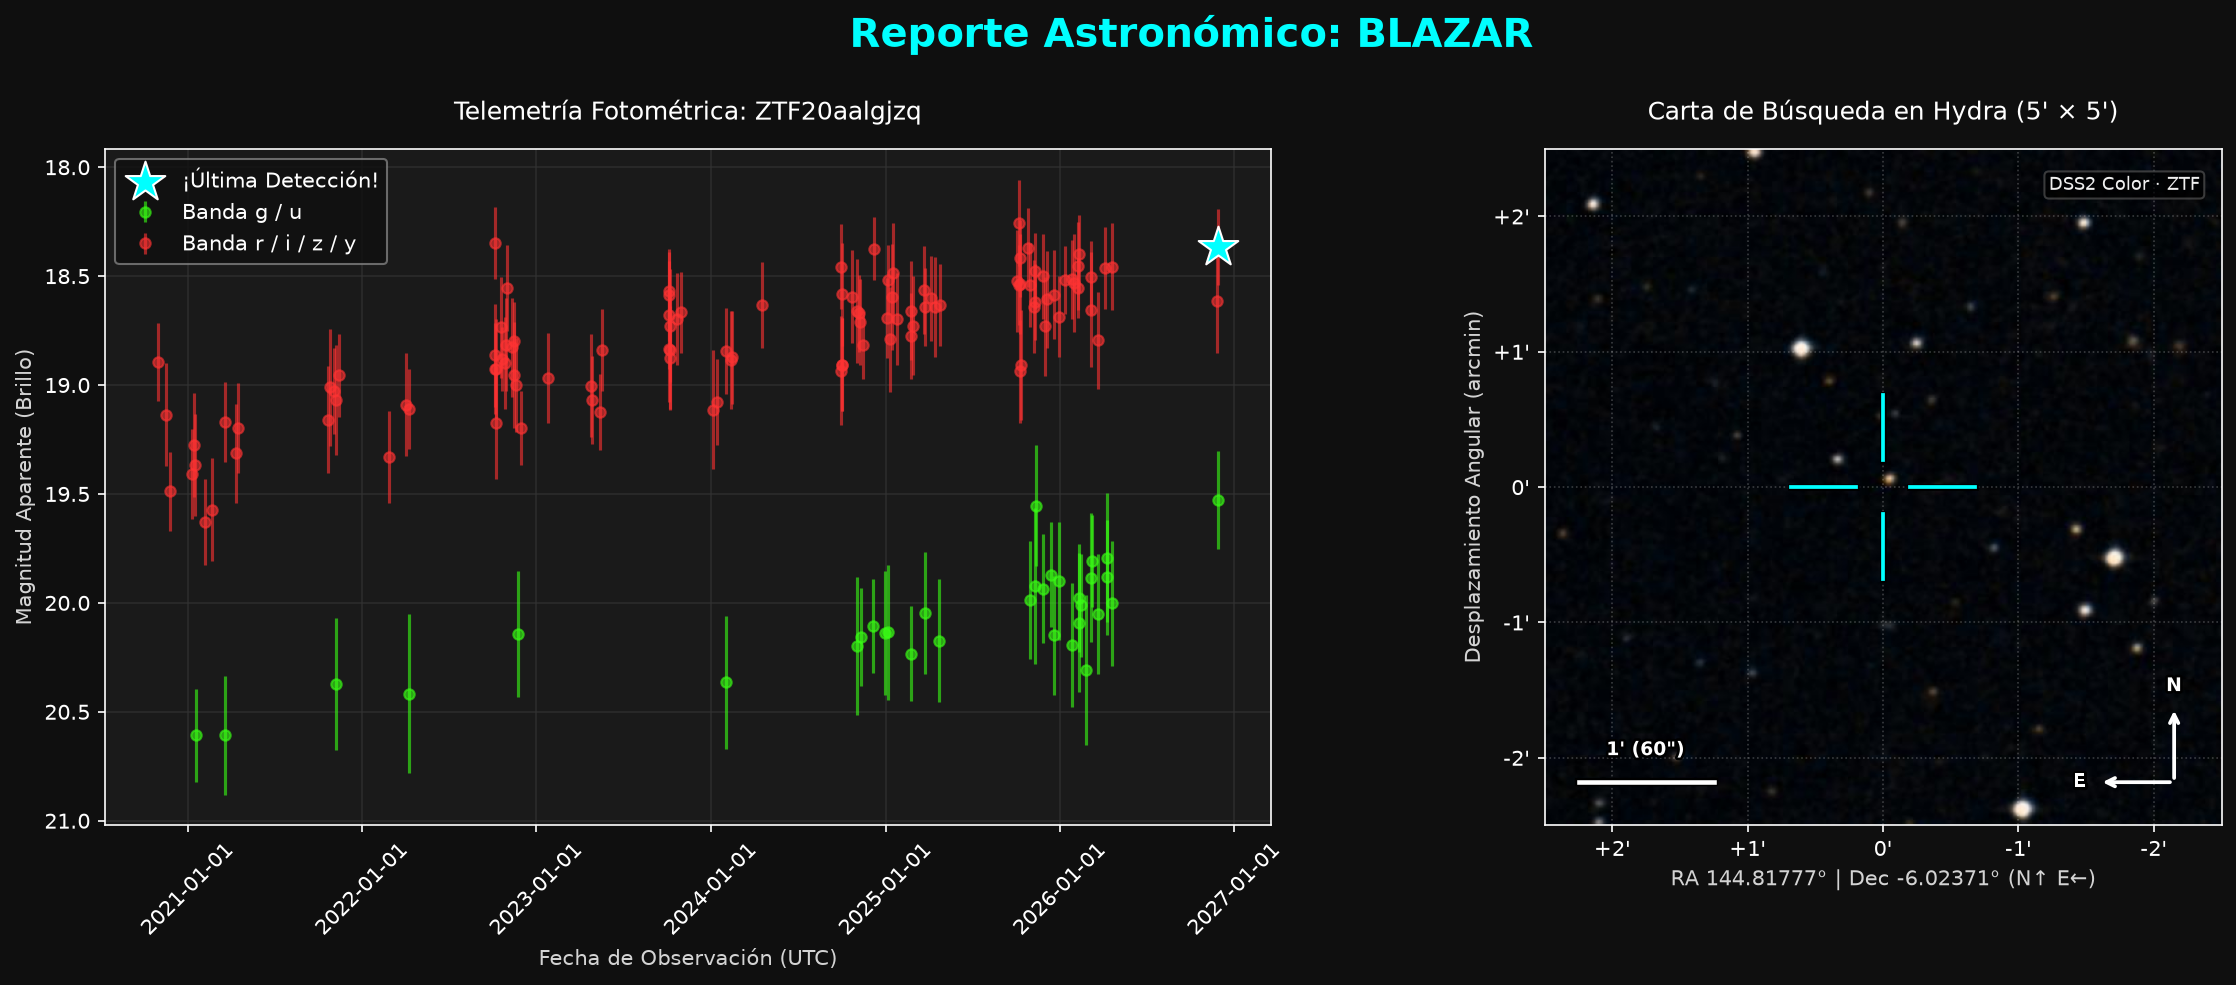 Reporte Astronómico: BLAZAR
Telemetría Fotométrica: ZTF20aalgjzq
¡Última Detección!
Banda g / u
Banda r / i / z / y
Magnitud Aparente (Brillo)
18.0
18.5
19.0
19.5
20.0
20.5
21.0
2021-01-01
2022-01-01
2023-01-01
2024-01-01
2025-01-01
2026-01-01
2027-01-01
Fecha de Observación (UTC)
Carta de Búsqueda en Hydra (5' × 5')
DSS2 Color · ZTF
Desplazamiento Angular (arcmin)
+2'
+1'
0'
-1'
-2'
N
E
1' (60")
+2'
+1'
0'
-1'
-2'
RA 144.81777° | Dec -6.02371° (N↑ E←)